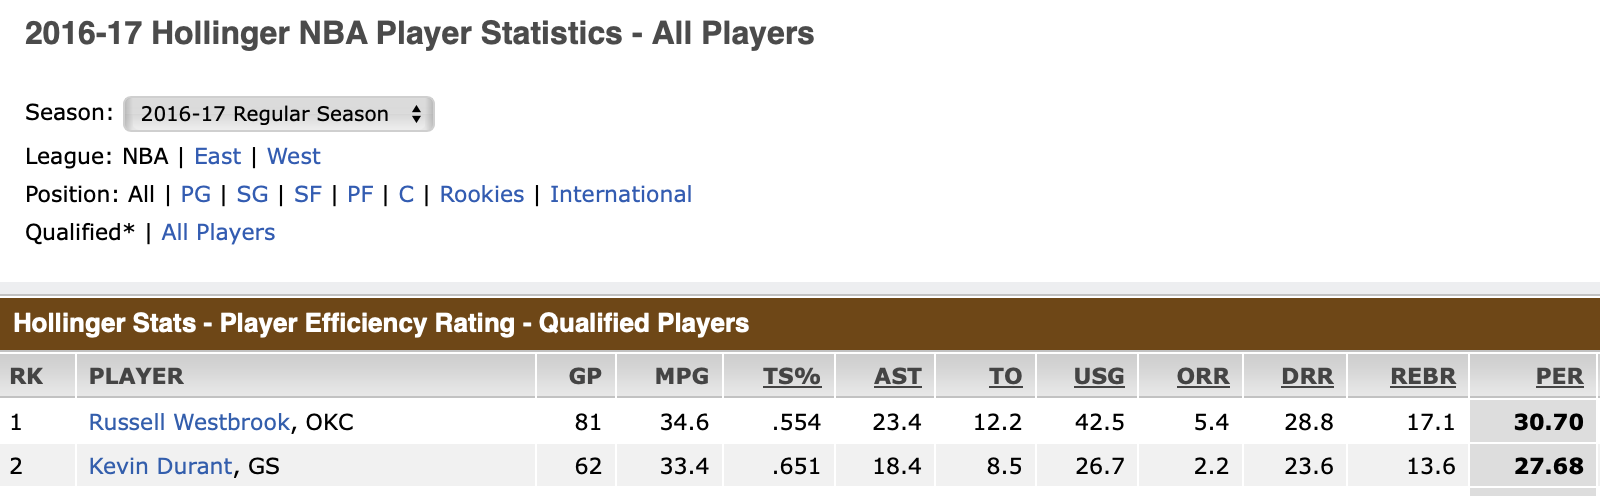 2016-17 Hollinger NBA Player Statistics - All Players
Season: 2016-17 Regular Season
League: NBA | East | West
Position: All | PG | SG | SF | PF | C | Rookies | International
Qualified* | All Players
Hollinger Stats - Player Efficiency Rating - Qualified Players
RK PLAYER GP MPG TS% AST TO USG ORR DRR REBR PER
1 Russell Westbrook, OKC 81 34.6 .554 23.4 12.2 42.5 5.4 28.8 17.1 30.70
2 Kevin Durant, GS 62 33.4 .651 18.4 8.5 26.7 2.2 23.6 13.6 27.68